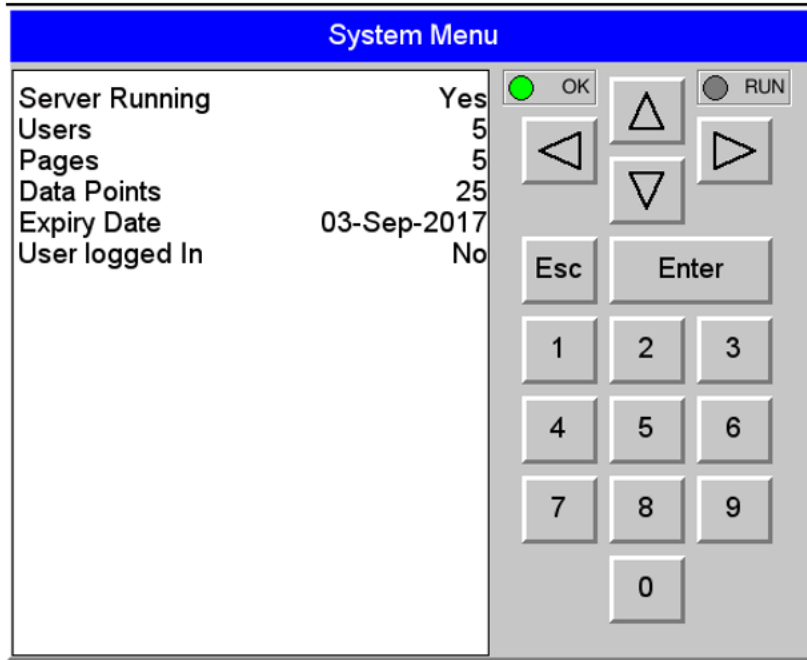 System Menu
Server Running Yes
Users 5
Pages 5
Data Points 25
Expiry Date 03-Sep-2017
User logged In No
OK
RUN
Esc
Enter
1 2 3
4 5 6
7 8 9
0